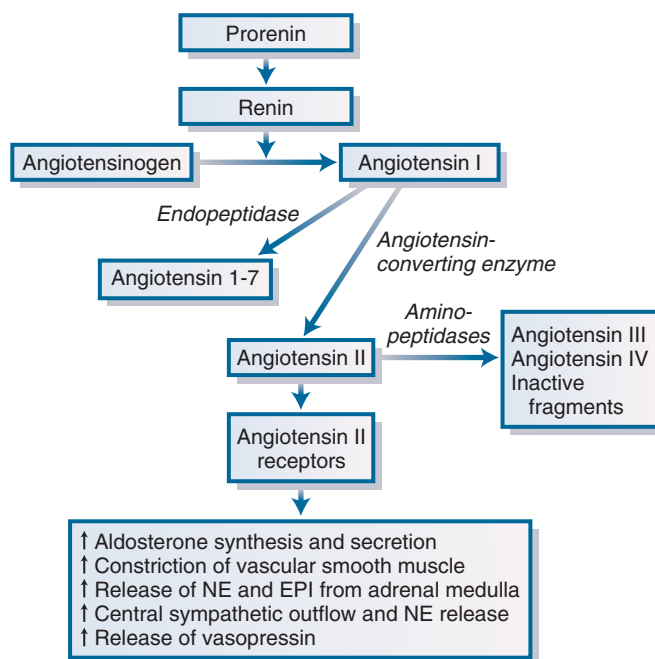 Prorenin
Renin
Angiotensinogen
Angiotensin I
Endopeptidase
Angiotensin-
converting enzyme
Angiotensin 1-7
Amino-
peptidases
Angiotensin II
Angiotensin III
Angiotensin IV
Inactive
fragments
Angiotensin II
receptors
↑ Aldosterone synthesis and secretion
↑ Constriction of vascular smooth muscle
↑ Release of NE and EPI from adrenal medulla
↑ Central sympathetic outflow and NE release
↑ Release of vasopressin